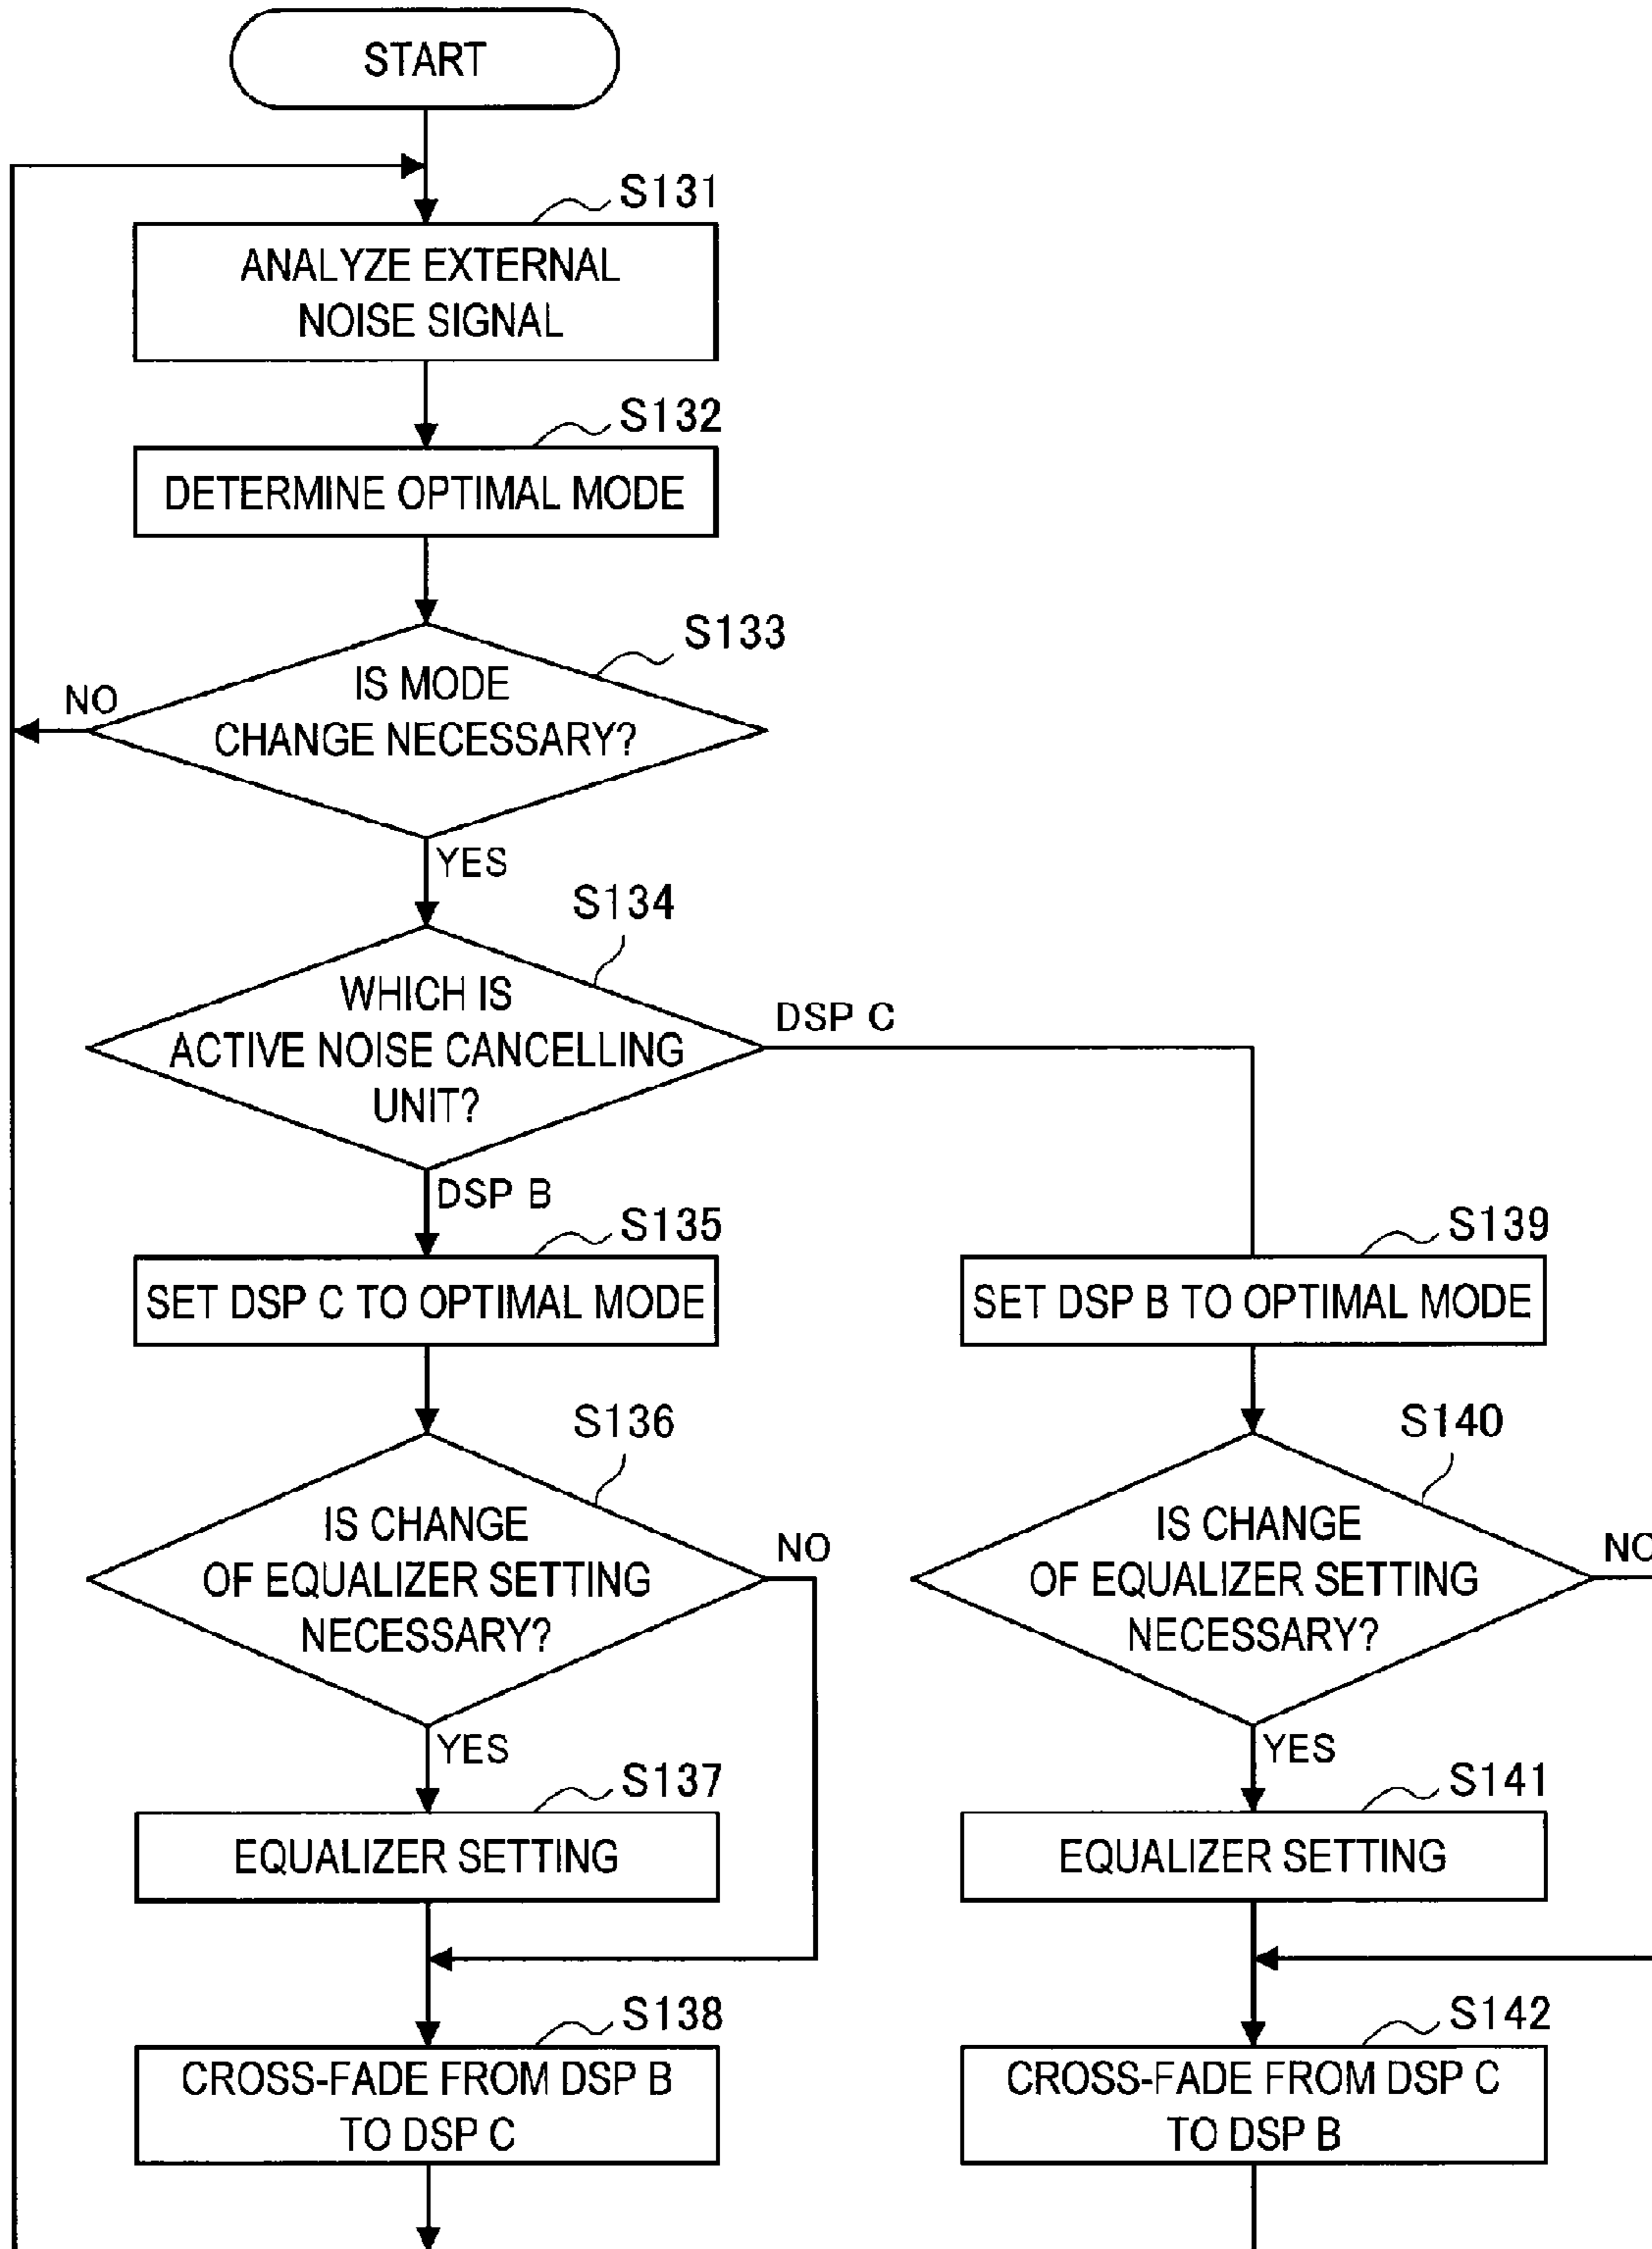 START
S131
ANALYZE EXTERNAL
NOISE SIGNAL
S132
DETERMINE OPTIMAL MODE
S133
IS MODE
CHANGE NECESSARY?
NO
YES
S134
WHICH IS
ACTIVE NOISE CANCELLING
UNIT?
DSP C
DSP B
S135
SET DSP C TO OPTIMAL MODE
S136
IS CHANGE
OF EQUALIZER SETTING
NECESSARY?
NO
YES
S137
EQUALIZER SETTING
S138
CROSS-FADE FROM DSP B
TO DSP C
S139
SET DSP B TO OPTIMAL MODE
S140
IS CHANGE
OF EQUALIZER SETTING
NECESSARY?
NO
YES
S141
EQUALIZER SETTING
S142
CROSS-FADE FROM DSP C
TO DSP B